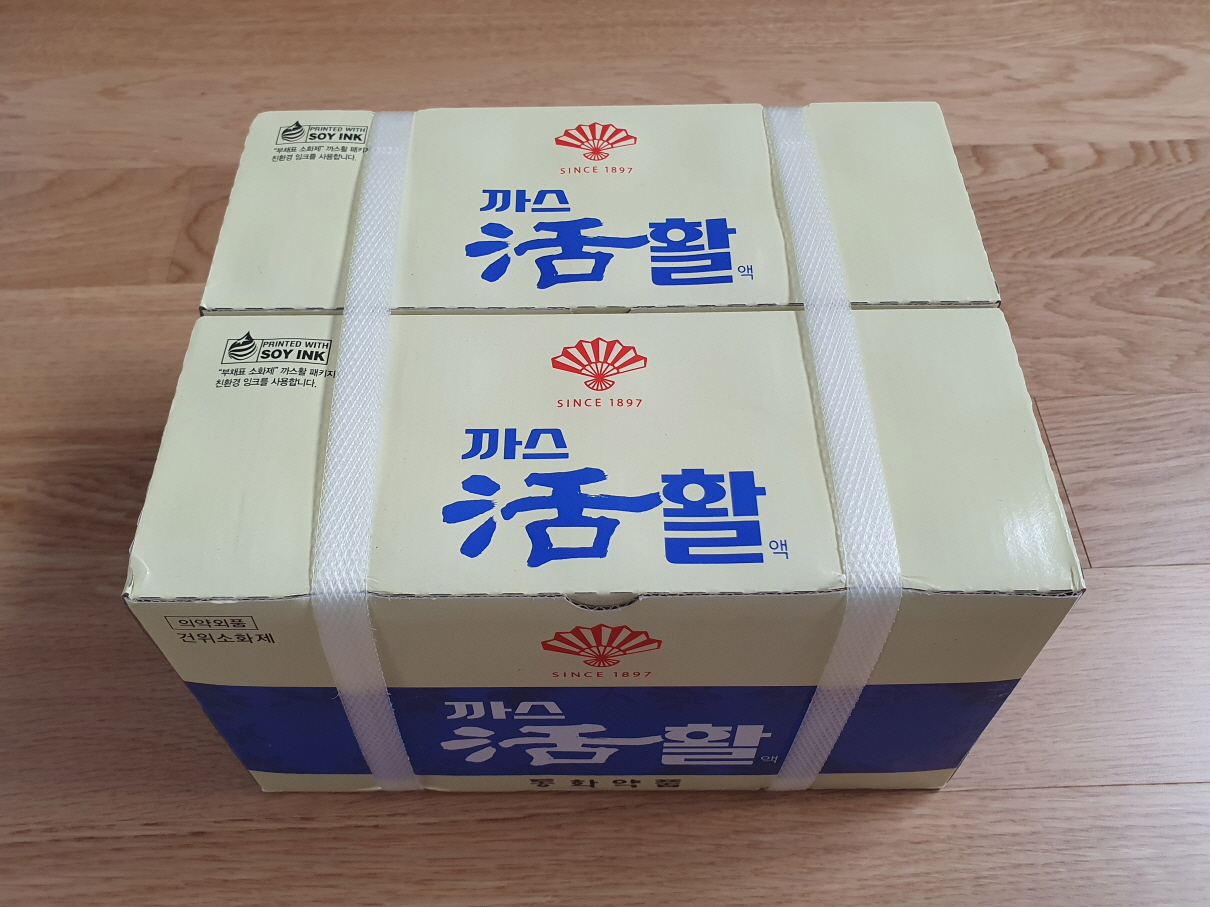 PRINTED WITH
SOY INK
"부채표 소화제" 까스활 패키지
친환경 잉크를 사용합니다.
SINCE 1897
까스
活활
액
PRINTED WITH
SOY INK
"부채표 소화제" 까스활 패키지
친환경 잉크를 사용합니다.
SINCE 1897
까스
活활
액
의약외품
건위소화제
SINCE 1897
까스
活활
액
동화약품